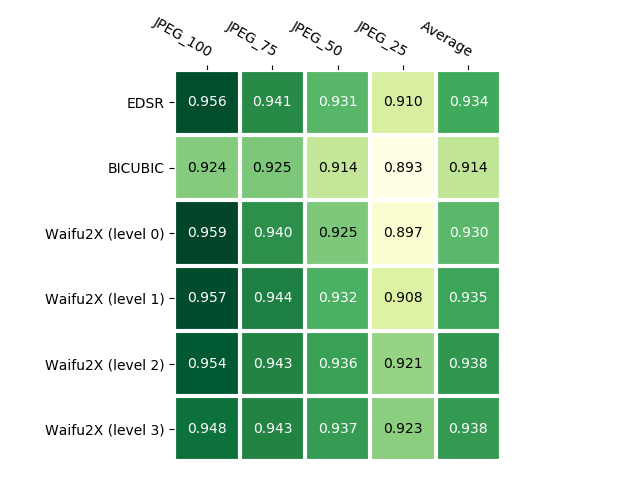 JPEG_100 JPEG_75 JPEG_50 JPEG_25 Average
EDSR 0.956 0.941 0.931 0.910 0.934
BICUBIC 0.924 0.925 0.914 0.893 0.914
Waifu2X (level 0) 0.959 0.940 0.925 0.897 0.930
Waifu2X (level 1) 0.957 0.944 0.932 0.908 0.935
Waifu2X (level 2) 0.954 0.943 0.936 0.921 0.938
Waifu2X (level 3) 0.948 0.943 0.937 0.923 0.938